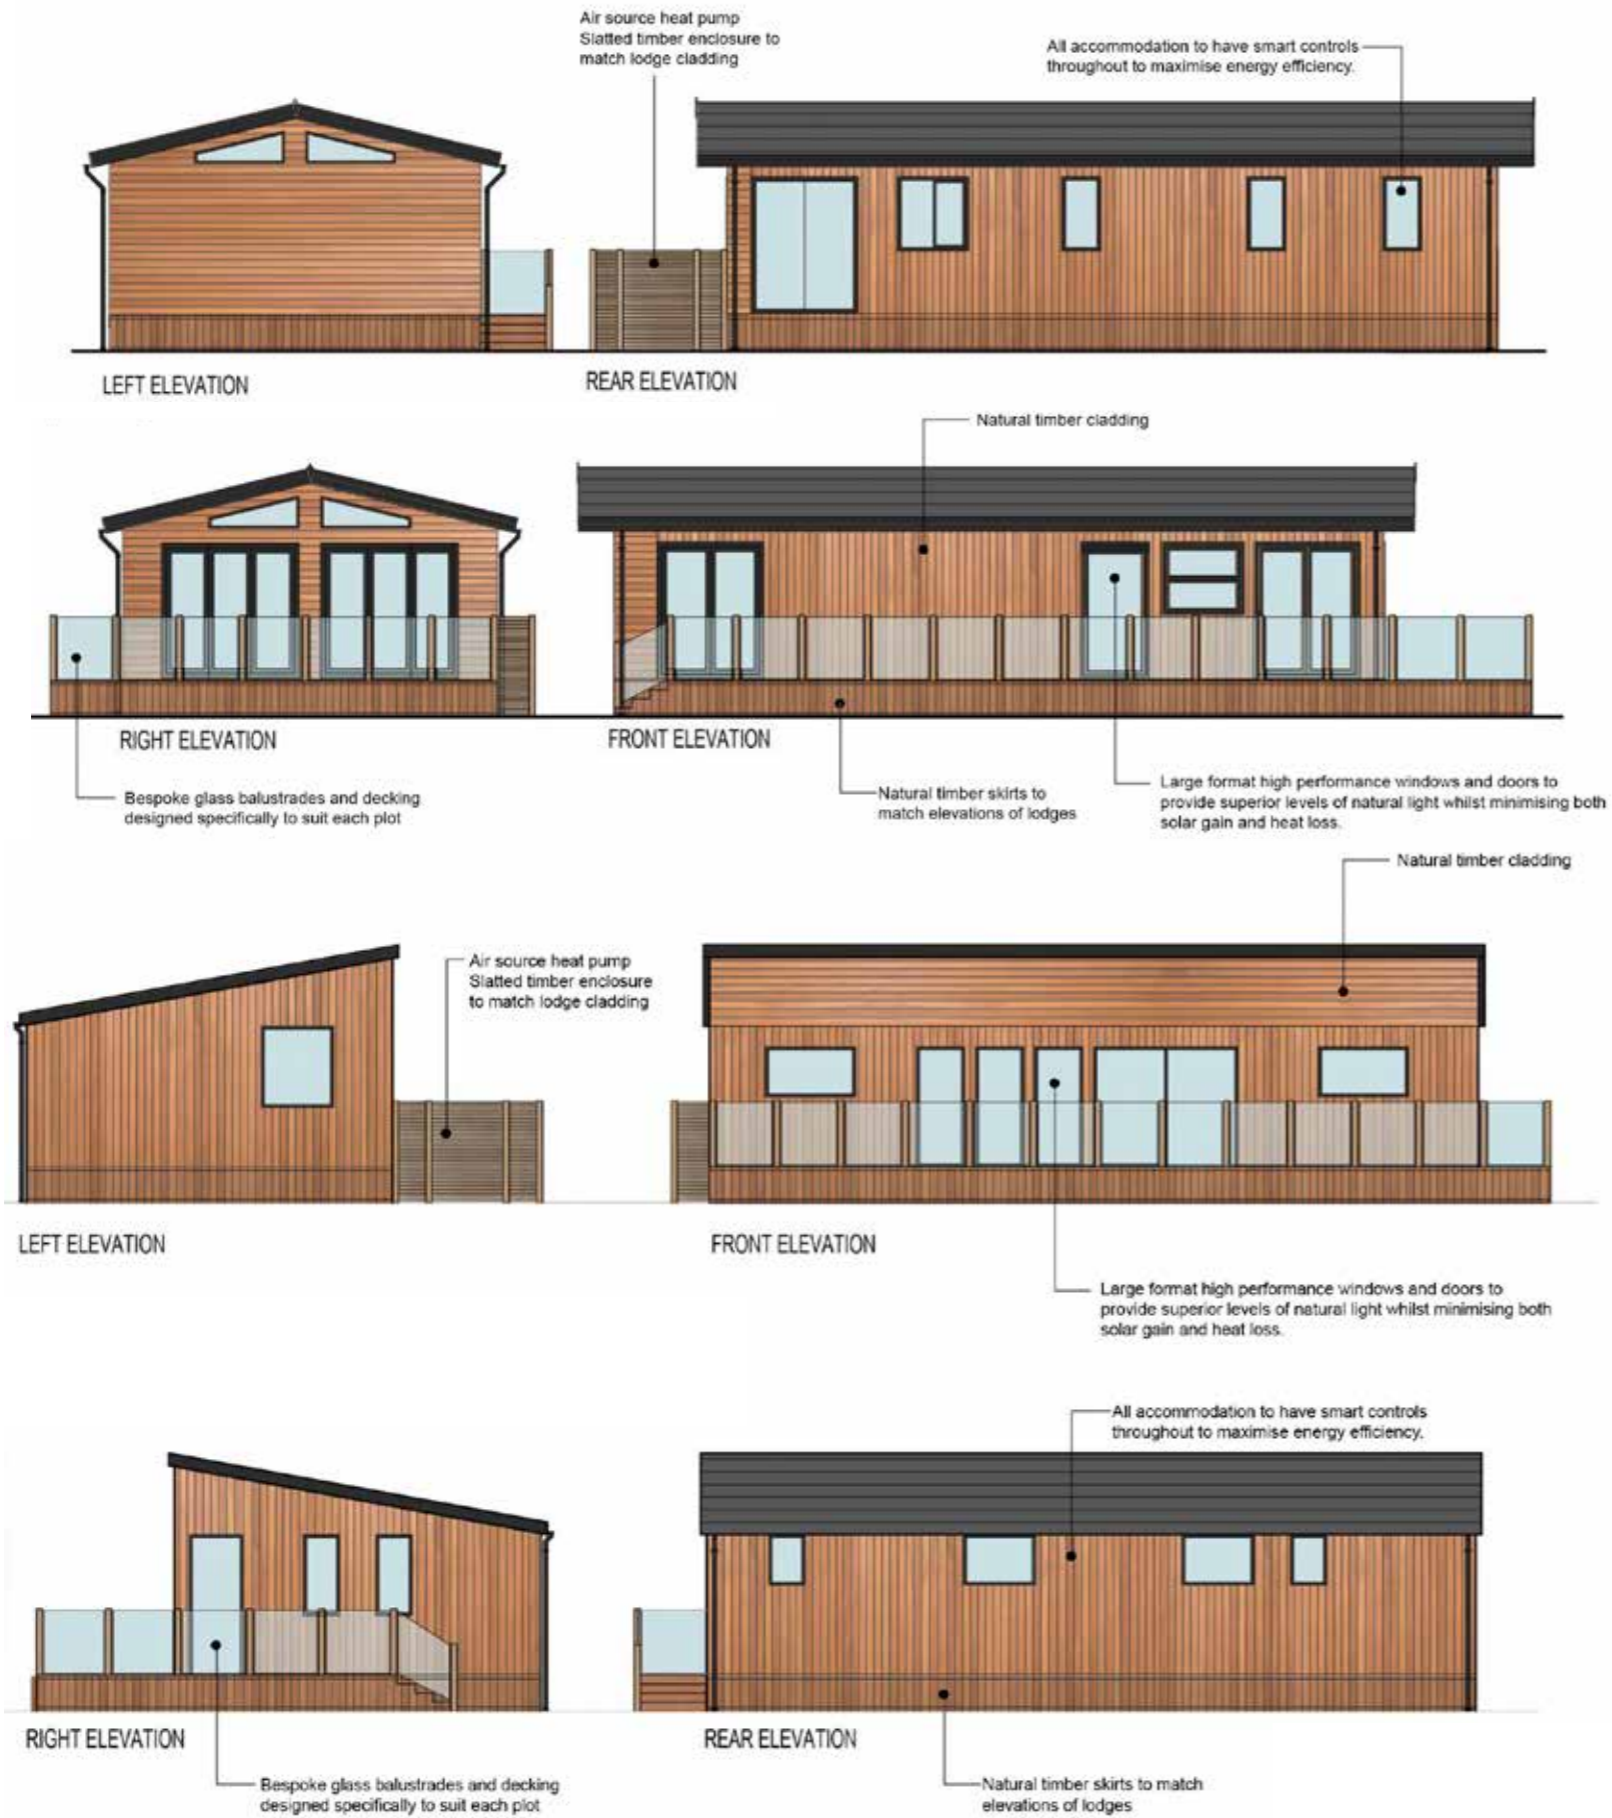 Air source heat pump
Slatted timber enclosure to
match lodge cladding
All accommodation to have smart controls
throughout to maximise energy efficiency.
LEFT ELEVATION
REAR ELEVATION
Natural timber cladding
RIGHT ELEVATION
FRONT ELEVATION
Bespoke glass balustrades and decking
designed specifically to suit each plot
Natural timber skirts to
match elevations of lodges
Large format high performance windows and doors to
provide superior levels of natural light whilst minimising both
solar gain and heat loss.
Natural timber cladding
Air source heat pump
Slatted timber enclosure
to match lodge cladding
LEFT ELEVATION
FRONT ELEVATION
Large format high performance windows and doors to
provide superior levels of natural light whilst minimising both
solar gain and heat loss.
All accommodation to have smart controls
throughout to maximise energy efficiency.
RIGHT ELEVATION
REAR ELEVATION
Bespoke glass balustrades and decking
designed specifically to suit each plot
Natural timber skirts to match
elevations of lodges